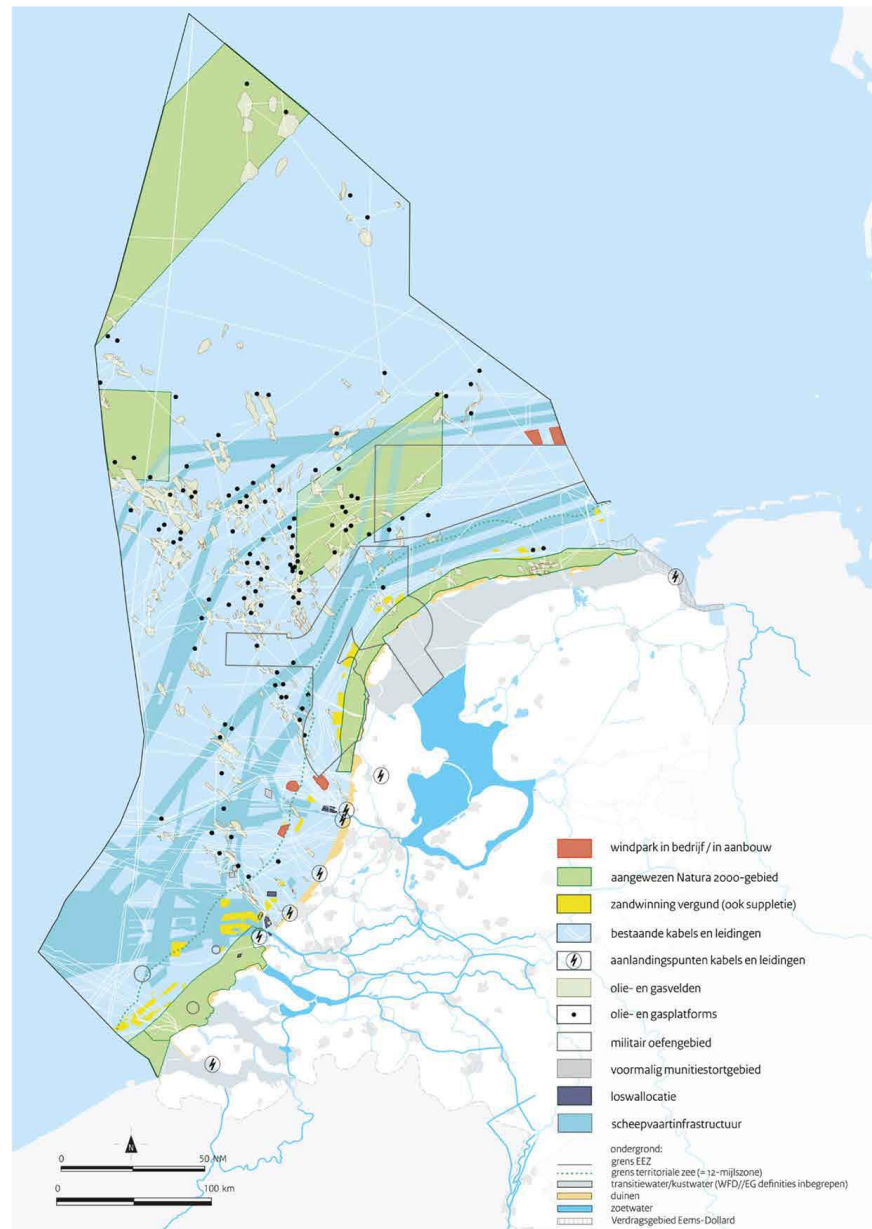 windpark in bedrijf / in aanbouw
aangewezen Natura 2000-gebied
zandwinning vergund (ook suppletie)
bestaande kabels en leidingen
aanlandingspunten kabels en leidingen
olie- en gasvelden
olie- en gasplatforms
militair oefengebied
voormalig munitiestortgebied
loswallocatie
scheepvaartinfrastructuur
ondergrond:
grens EEZ
grens territoriale zee (= 12-mijlszone)
transitiewater/kustwater (WFD//EG definities inbegrepen)
duinen
zoetwater
Verdragsgebied Eems-Dollard
N
0 50 NM
0 100 km